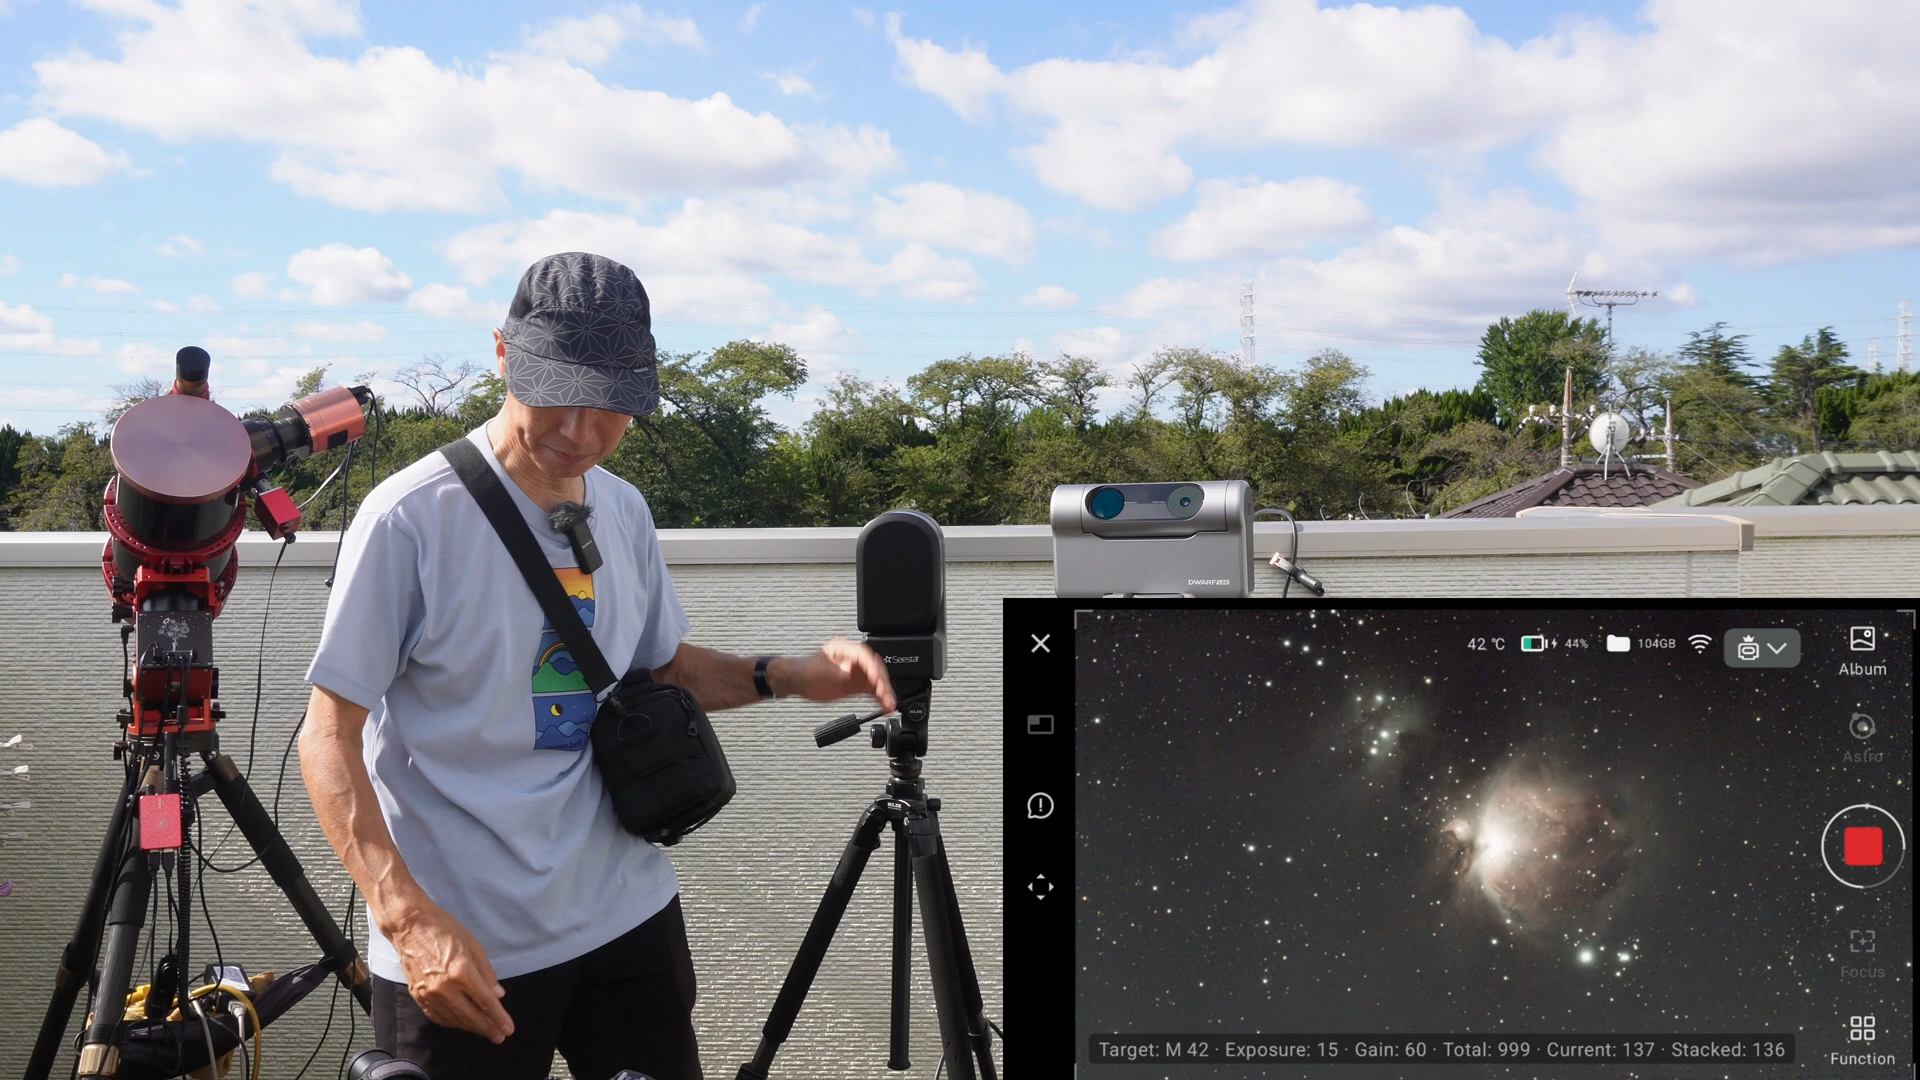 Seestar
DWARFLAB
42 ℃
44%
104GB
Album
Astro
Focus
Function
Target: M 42 · Exposure: 15 · Gain: 60 · Total: 999 · Current: 137 · Stacked: 136